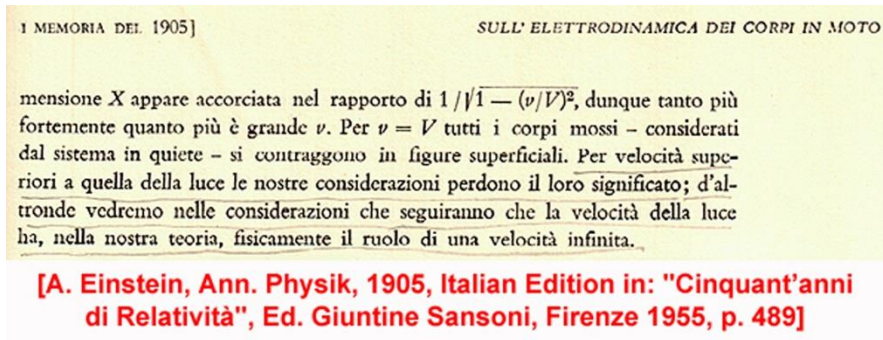 I MEMORIA DEL 1905]
SULL' ELETTRODINAMICA DEI CORPI IN MOTO
mensione X appare accorciata nel rapporto di 1/√1 — (v/V)², dunque tanto più
fortemente quanto più è grande v. Per v = V tutti i corpi mossi – considerati
dal sistema in quiete – si contraggono in figure superficiali. Per velocità supe-
riori a quella della luce le nostre considerazioni perdono il loro significato; d'al-
tronde vedremo nelle considerazioni che seguiranno che la velocità della luce
ha, nella nostra teoria, fisicamente il ruolo di una velocità infinita.
[A. Einstein, Ann. Physik, 1905, Italian Edition in: "Cinquant'anni
di Relatività", Ed. Giuntine Sansoni, Firenze 1955, p. 489]